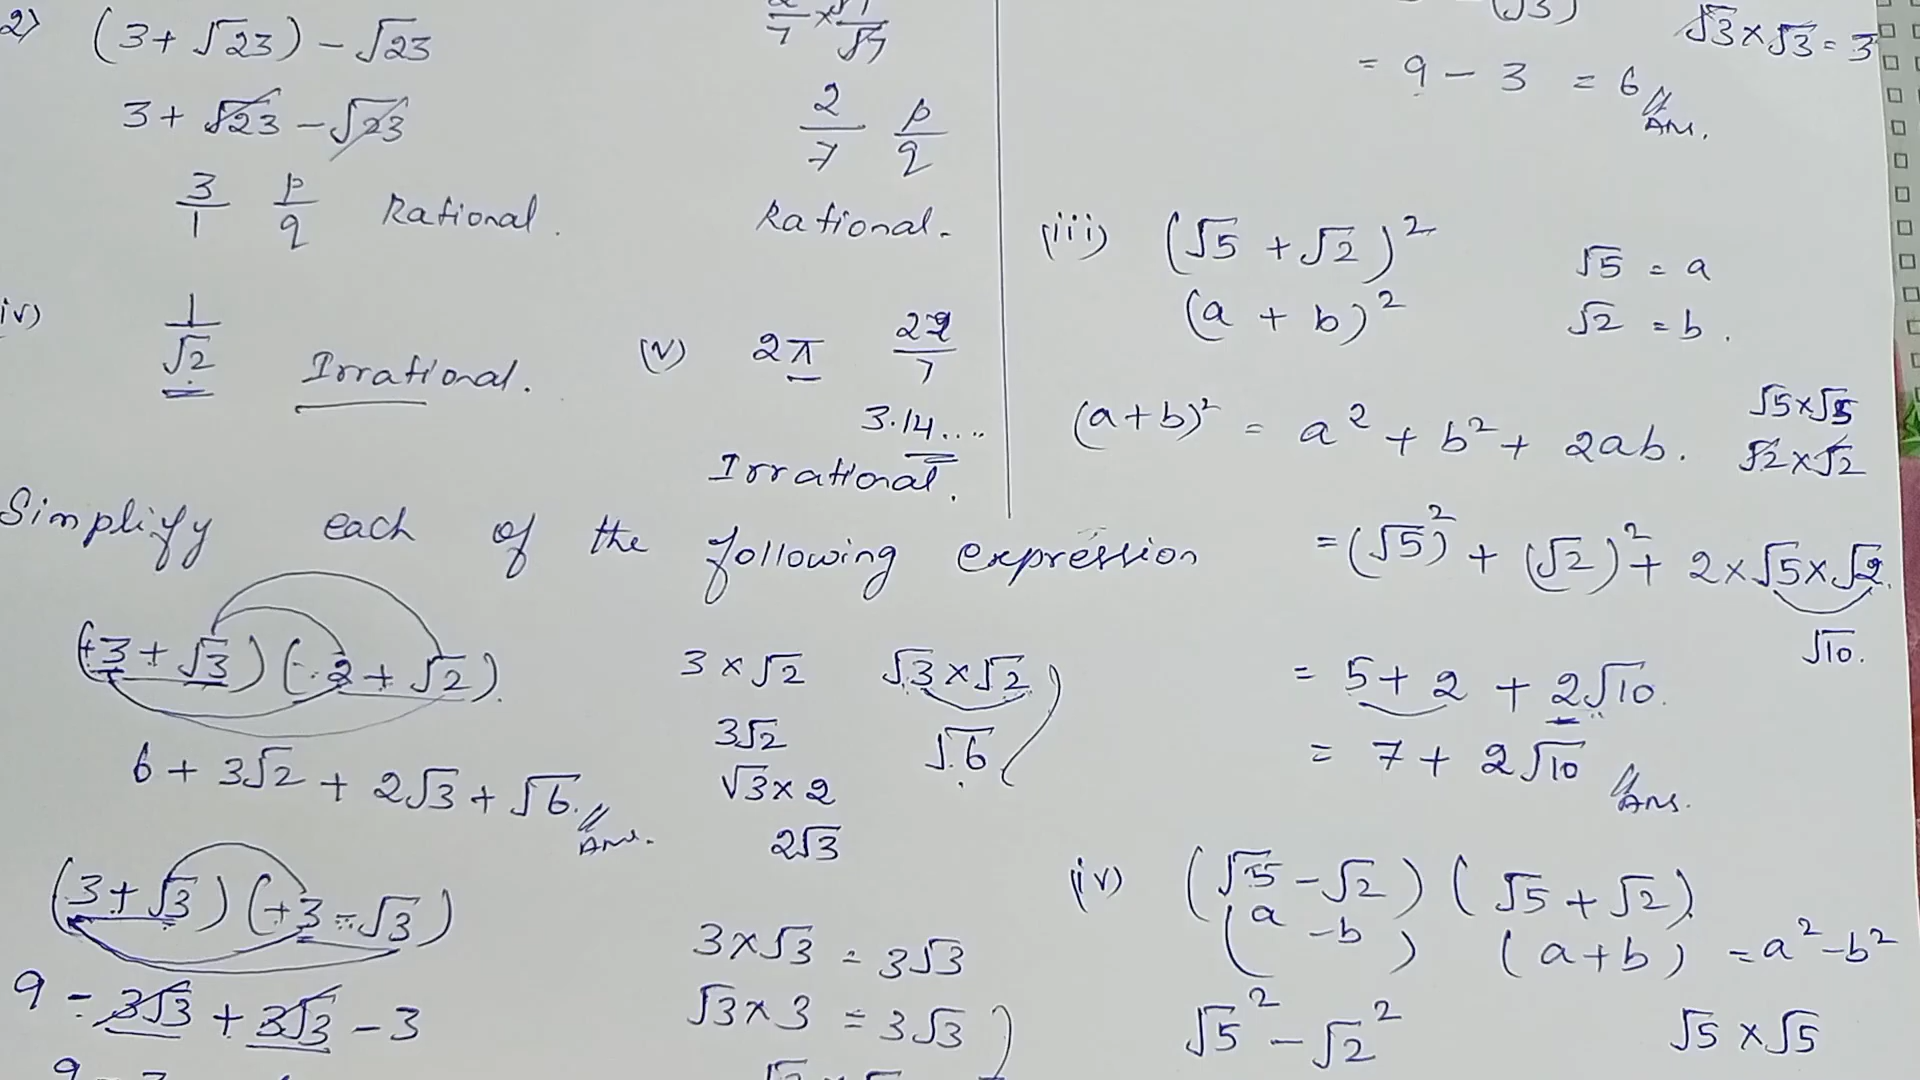 2) (3 + √23) - √23
3 + √23 - √23
3/1 p/q Rational.
2/7 × √7/√7
2/7 p/q
Rational.
iv) 1/√2 Irrational.
(v) 2π 22/7
3.14....
Irrational.
Simplify each of the following expression
(+3 + √3) (2 + √2).
6 + 3√2 + 2√3 + √6. Ans.
3 × √2
3√2
√3 × 2
2√3
√3 × √2
√6
(3 + √3) (+3 - √3)
9 - 3√3 + 3√3 - 3
3 × √3 = 3√3
√3 × 3 = 3√3
(√3)
√3 × √3 = 3
= 9 - 3 = 6 Ans.
(iii) (√5 + √2)²
(a + b)²
√5 = a
√2 = b.
(a + b)² = a² + b² + 2ab.
√5 × √5
√2 × √2
= (√5)² + (√2)² + 2 × √5 × √2.
√10.
= 5 + 2 + 2√10.
= 7 + 2√10 Ans.
(iv) (√5 - √2) (√5 + √2)
(a - b) (a + b) = a² - b²
√5² - √2²
√5 × √5